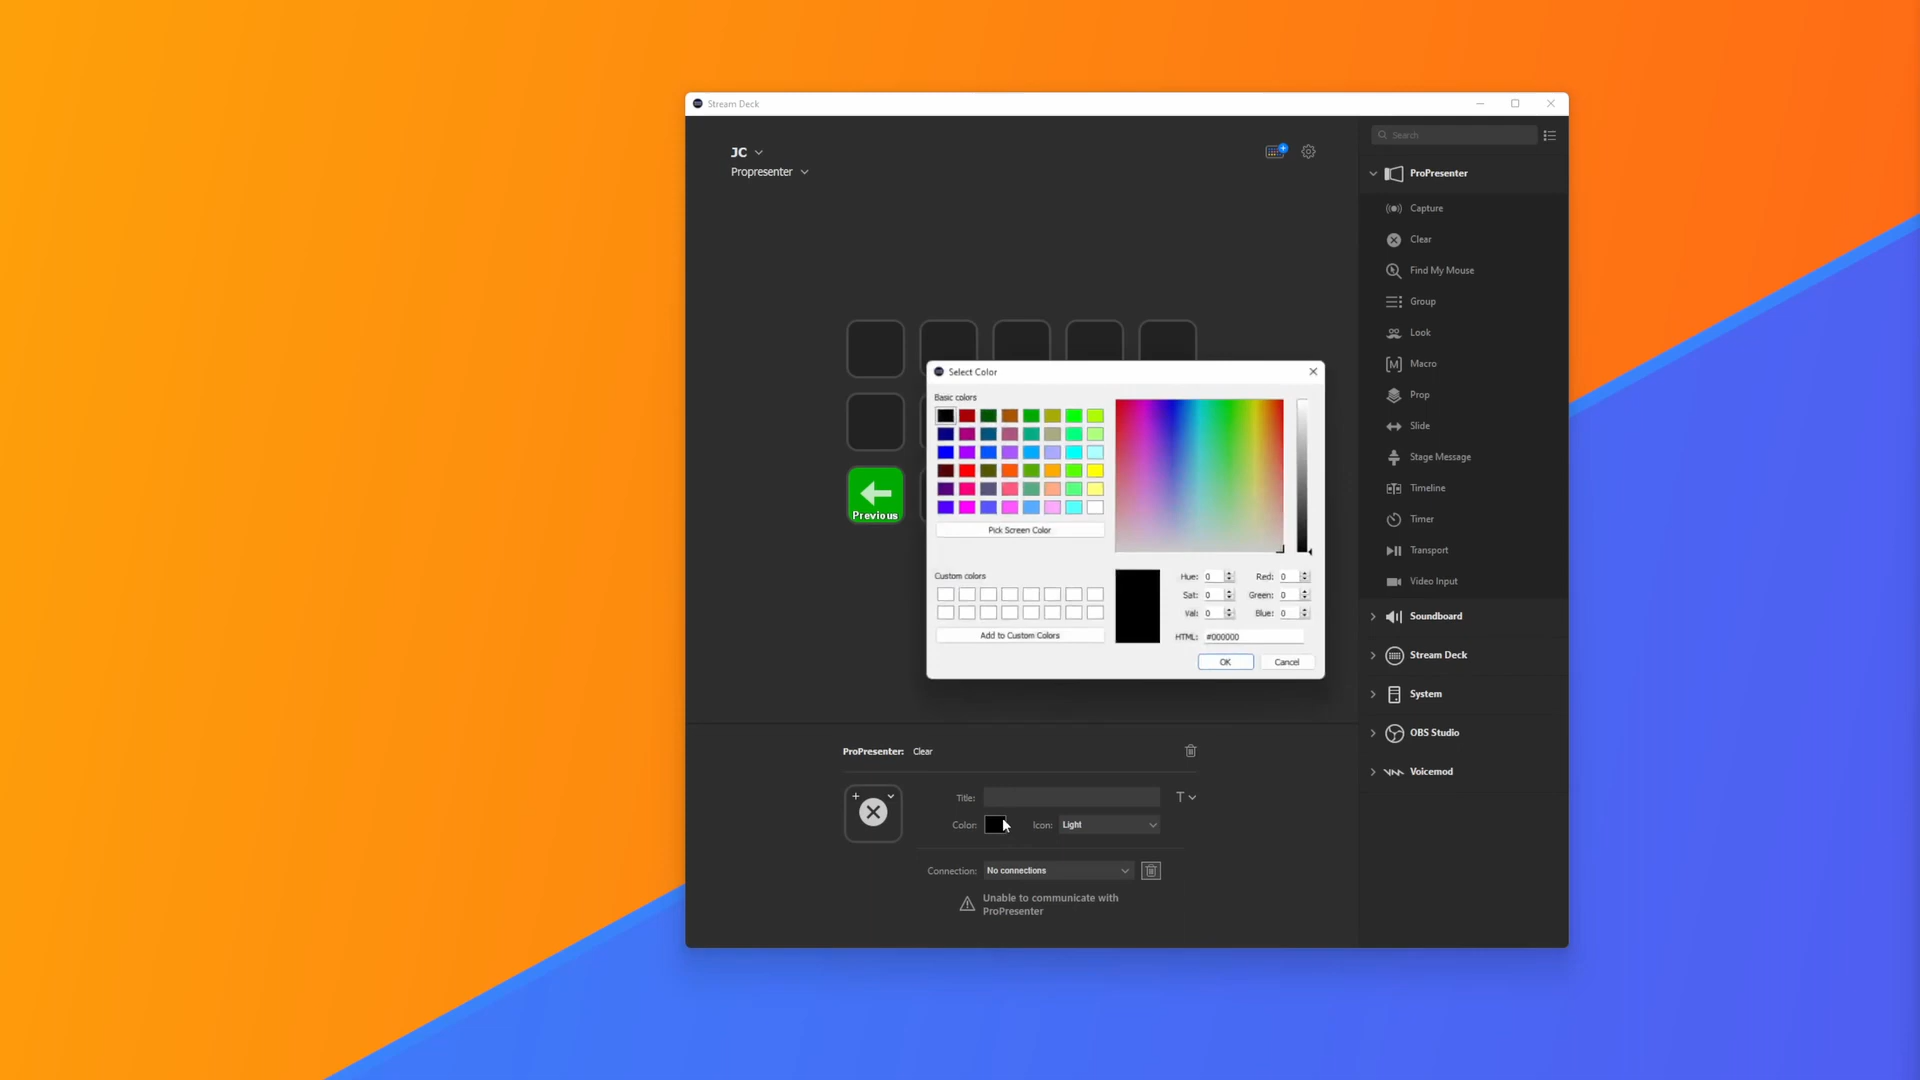 Stream Deck
JC
Propresenter
Search
ProPresenter
Capture
Clear
Find My Mouse
Group
Look
Macro
Prop
Slide
Stage Message
Timeline
Timer
Transport
Video Input
Soundboard
Stream Deck
System
OBS Studio
Voicemod
Previous
Select Color
Basic colors
Pick Screen Color
Custom colors
Add to Custom Colors
Hue: 0 Red: 0
Sat: 0 Green: 0
Val: 0 Blue: 0
HTML: #000000
OK Cancel
ProPresenter: Clear
Title: T
Color: Icon: Light
Connection: No connections
Unable to communicate with
ProPresenter